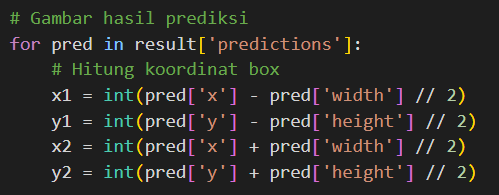 # Gambar hasil prediksi
for pred in result['predictions']:
    # Hitung koordinat box
    x1 = int(pred['x'] - pred['width'] // 2)
    y1 = int(pred['y'] - pred['height'] // 2)
    x2 = int(pred['x'] + pred['width'] // 2)
    y2 = int(pred['y'] + pred['height'] // 2)